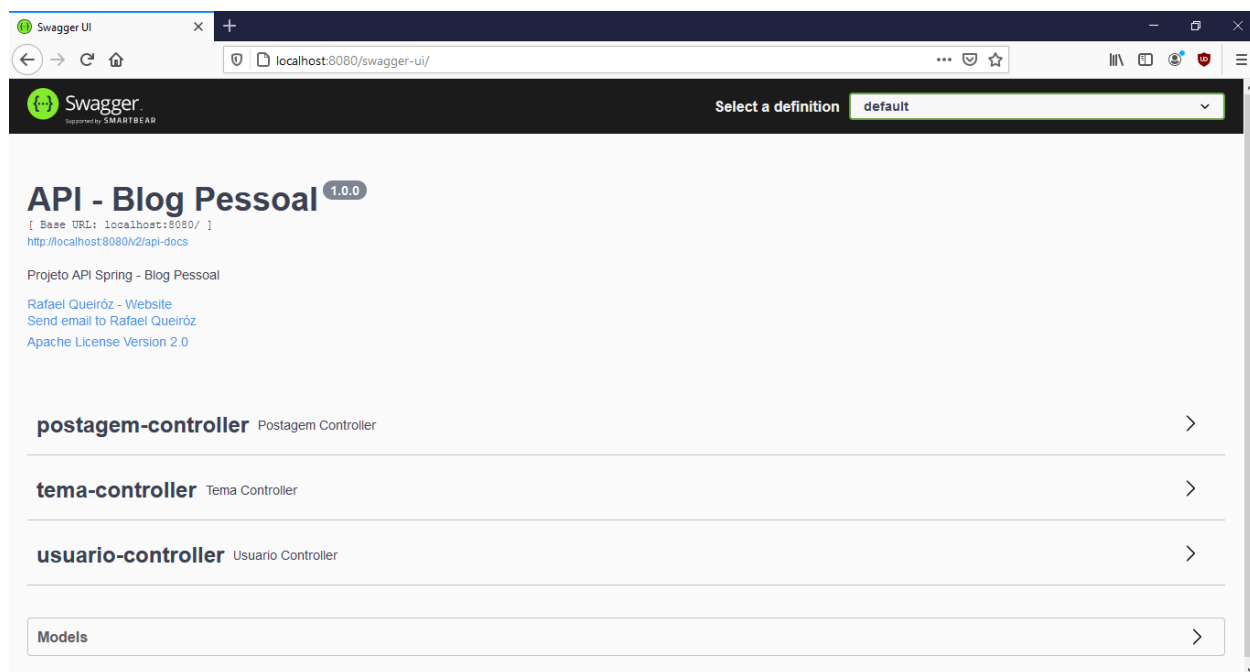 Swagger UI
localhost:8080/swagger-ui/
Swagger.
Supported by SMARTBEAR
Select a definition
default
API - Blog Pessoal 1.0.0
[ Base URL: localhost:8080/ ]
http://localhost:8080/v2/api-docs
Projeto API Spring - Blog Pessoal
Rafael Queiróz - Website
Send email to Rafael Queiróz
Apache License Version 2.0
postagem-controller Postagem Controller
tema-controller Tema Controller
usuario-controller Usuario Controller
Models